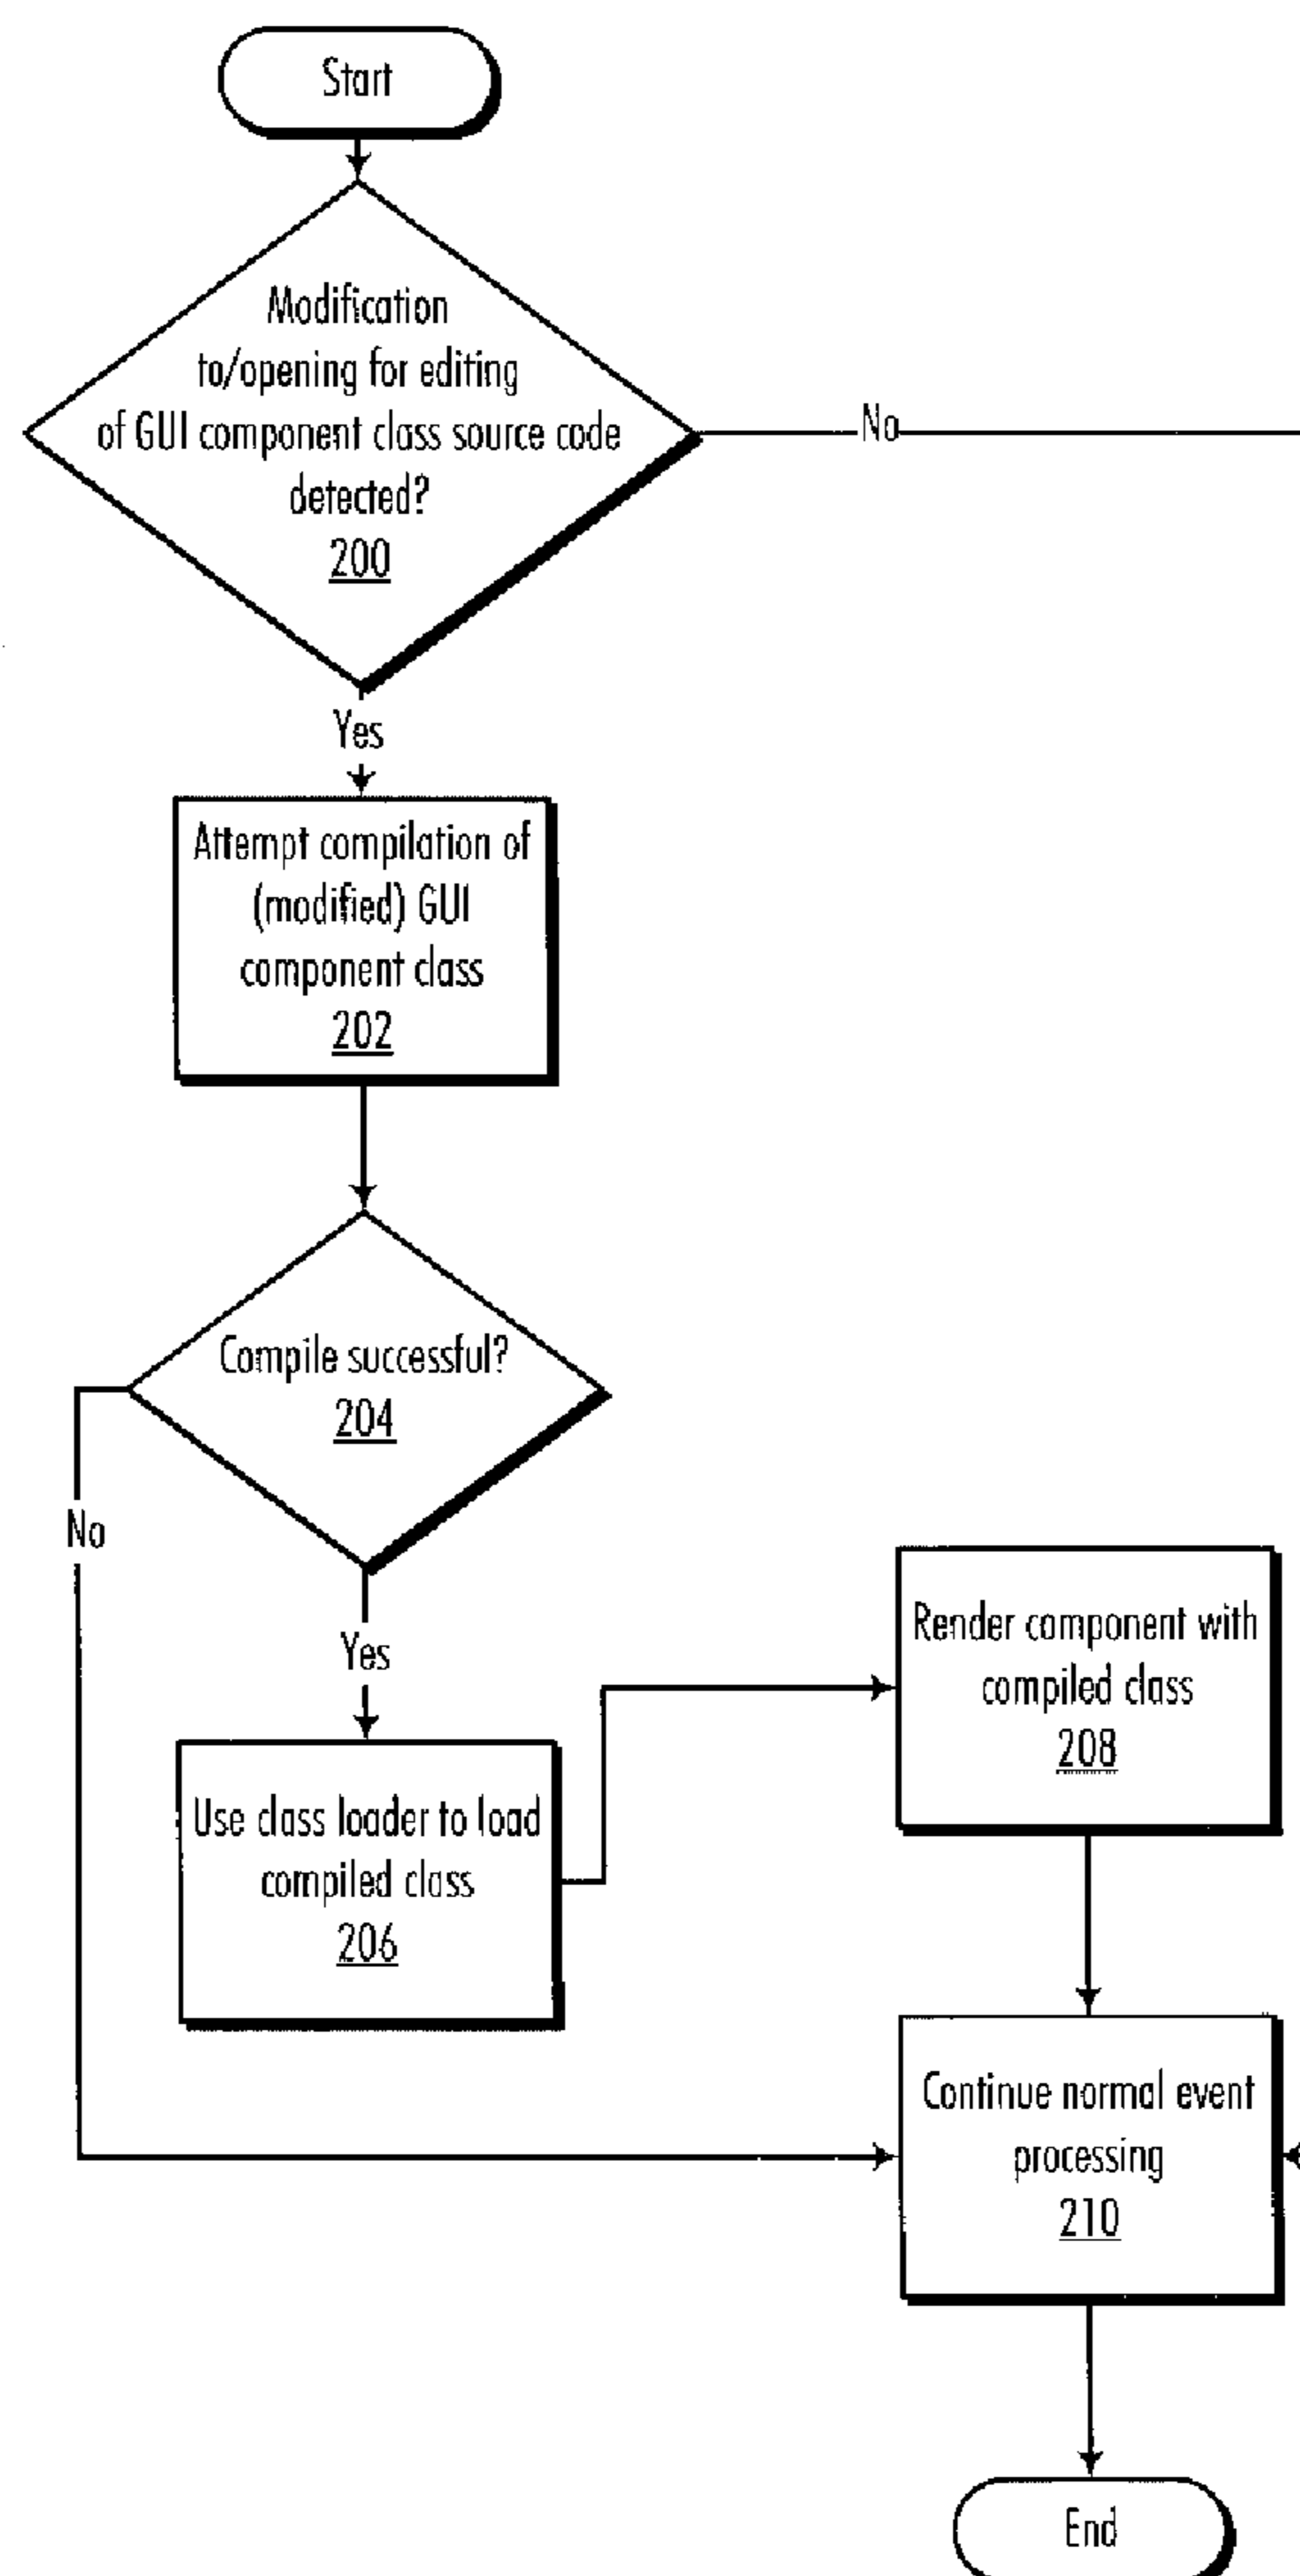 Start
Modification
to/opening for editing
of GUI component class source code
detected?
200
No
Yes
Attempt compilation of
(modified) GUI
component class
202
Compile successful?
204
No
Yes
Use class loader to load
compiled class
206
Render component with
compiled class
208
Continue normal event
processing
210
End